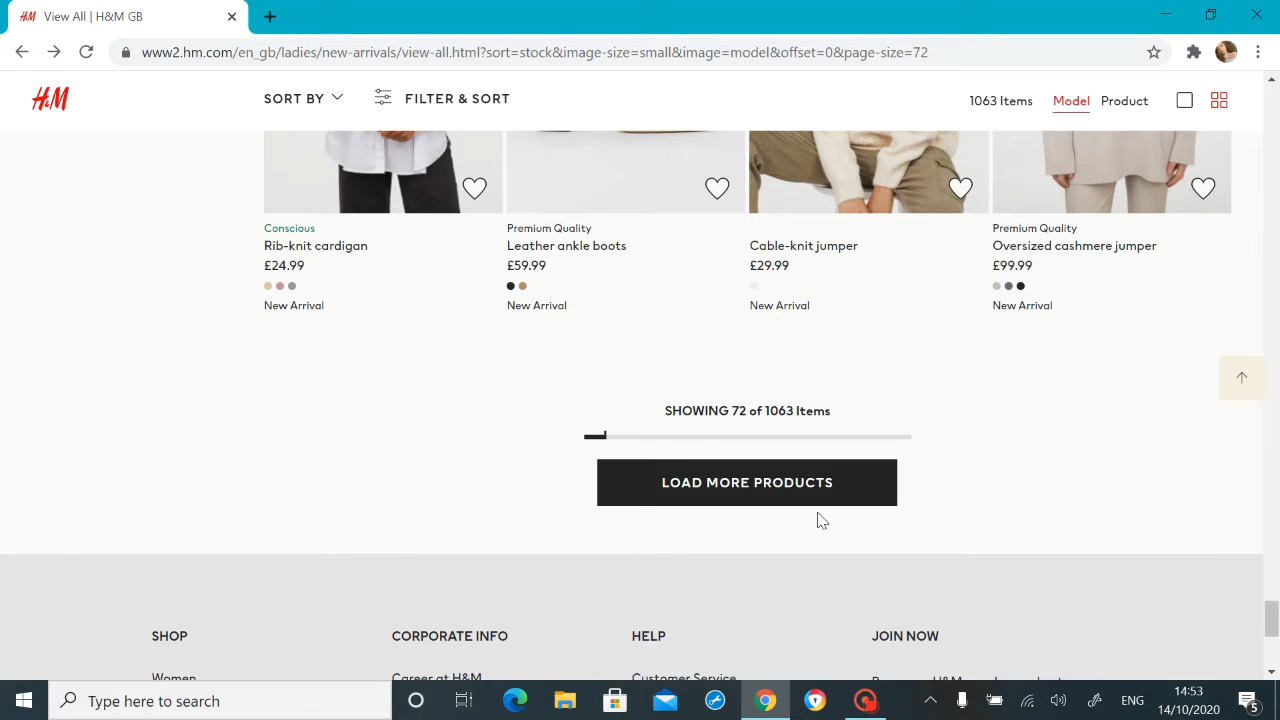 H&M View All | H&M GB
www2.hm.com/en_gb/ladies/new-arrivals/view-all.html?sort=stock&image-size=small&image=model&offset=0&page-size=72
H&M SORT BY FILTER & SORT 1063 Items Model Product
Conscious Premium Quality Premium Quality
Rib-knit cardigan Leather ankle boots Cable-knit jumper Oversized cashmere jumper
£24.99 £59.99 £29.99 £99.99
New Arrival New Arrival New Arrival New Arrival
SHOWING 72 of 1063 Items
LOAD MORE PRODUCTS
SHOP CORPORATE INFO HELP JOIN NOW
Women Career at H&M Customer Service
Type here to search ENG 14:53
14/10/2020 5